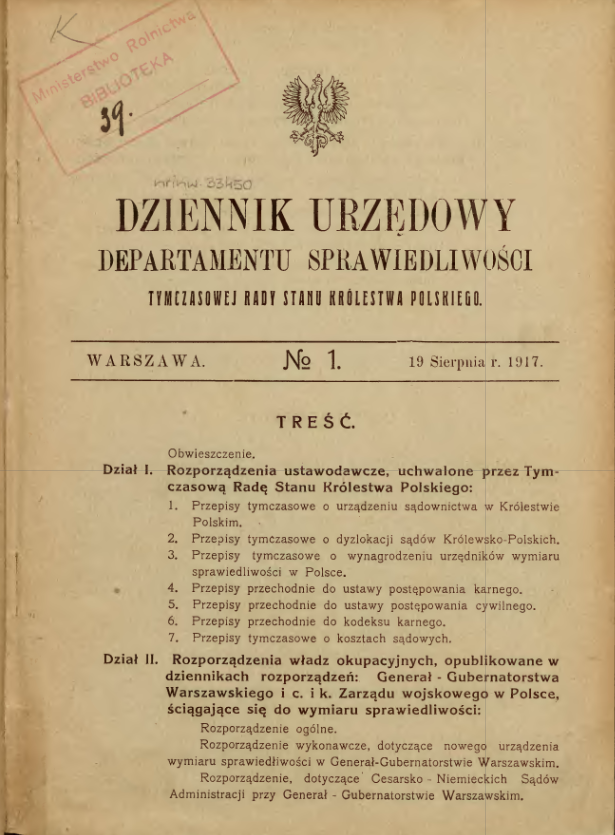 K
Ministerstwo Rolnictwa
BIBLIOTEKA
39.
nr inw. 33450
DZIENNIK URZĘDOWY
DEPARTAMENTU SPRAWIEDLIWOŚCI
TYMCZASOWEJ RADY STANU KRÓLESTWA POLSKIEGO.
WARSZAWA. № 1. 19 Sierpnia r. 1917.
TREŚĆ.
Obwieszczenie.
Dział I. Rozporządzenia ustawodawcze, uchwalone przez Tym-
czasową Radę Stanu Królestwa Polskiego:
1. Przepisy tymczasowe o urządzeniu sądownictwa w Królestwie
Polskim.
2. Przepisy tymczasowe o dyzlokacji sądów Królewsko-Polskich.
3. Przepisy tymczasowe o wynagrodzeniu urzędników wymiaru
sprawiedliwości w Polsce.
4. Przepisy przechodnie do ustawy postępowania karnego.
5. Przepisy przechodnie do ustawy postępowania cywilnego.
6. Przepisy przechodnie do kodeksu karnego.
7. Przepisy tymczasowe o kosztach sądowych.
Dział II. Rozporządzenia władz okupacyjnych, opublikowane w
dziennikach rozporządzeń: Generał - Gubernatorstwa
Warszawskiego i c. i k. Zarządu wojskowego w Polsce,
ściągające się do wymiaru sprawiedliwości:
Rozporządzenie ogólne.
Rozporządzenie wykonawcze, dotyczące nowego urządzenia
wymiaru sprawiedliwości w Generał-Gubernatorstwie Warszawskim.
Rozporządzenie, dotyczące Cesarsko - Niemieckich Sądów
Administracji przy Generał - Gubernatorstwie Warszawskim.